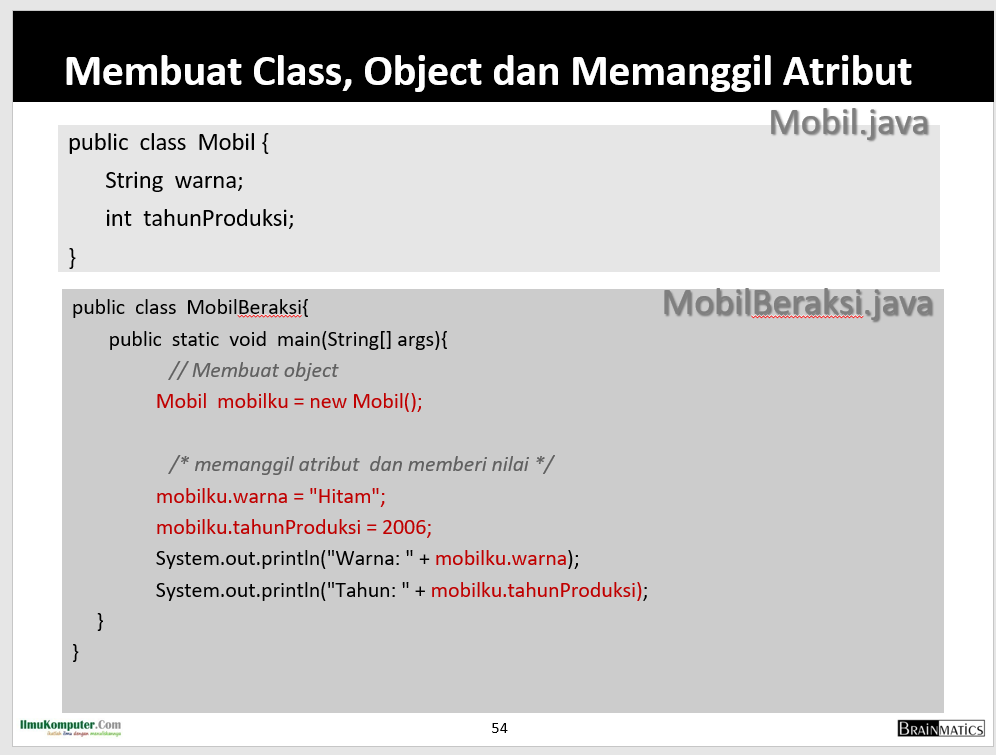 Membuat Class, Object dan Memanggil Atribut
Mobil.java
public class Mobil {
String warna;
int tahunProduksi;
}
MobilBeraksi.java
public class MobilBeraksi{
public static void main(String[] args){
// Membuat object
Mobil mobilku = new Mobil();
/* memanggil atribut dan memberi nilai */
mobilku.warna = "Hitam";
mobilku.tahunProduksi = 2006;
System.out.println("Warna: " + mobilku.warna);
System.out.println("Tahun: " + mobilku.tahunProduksi);
}
}
IlmuKomputer.Com
54
BRAINMATICS